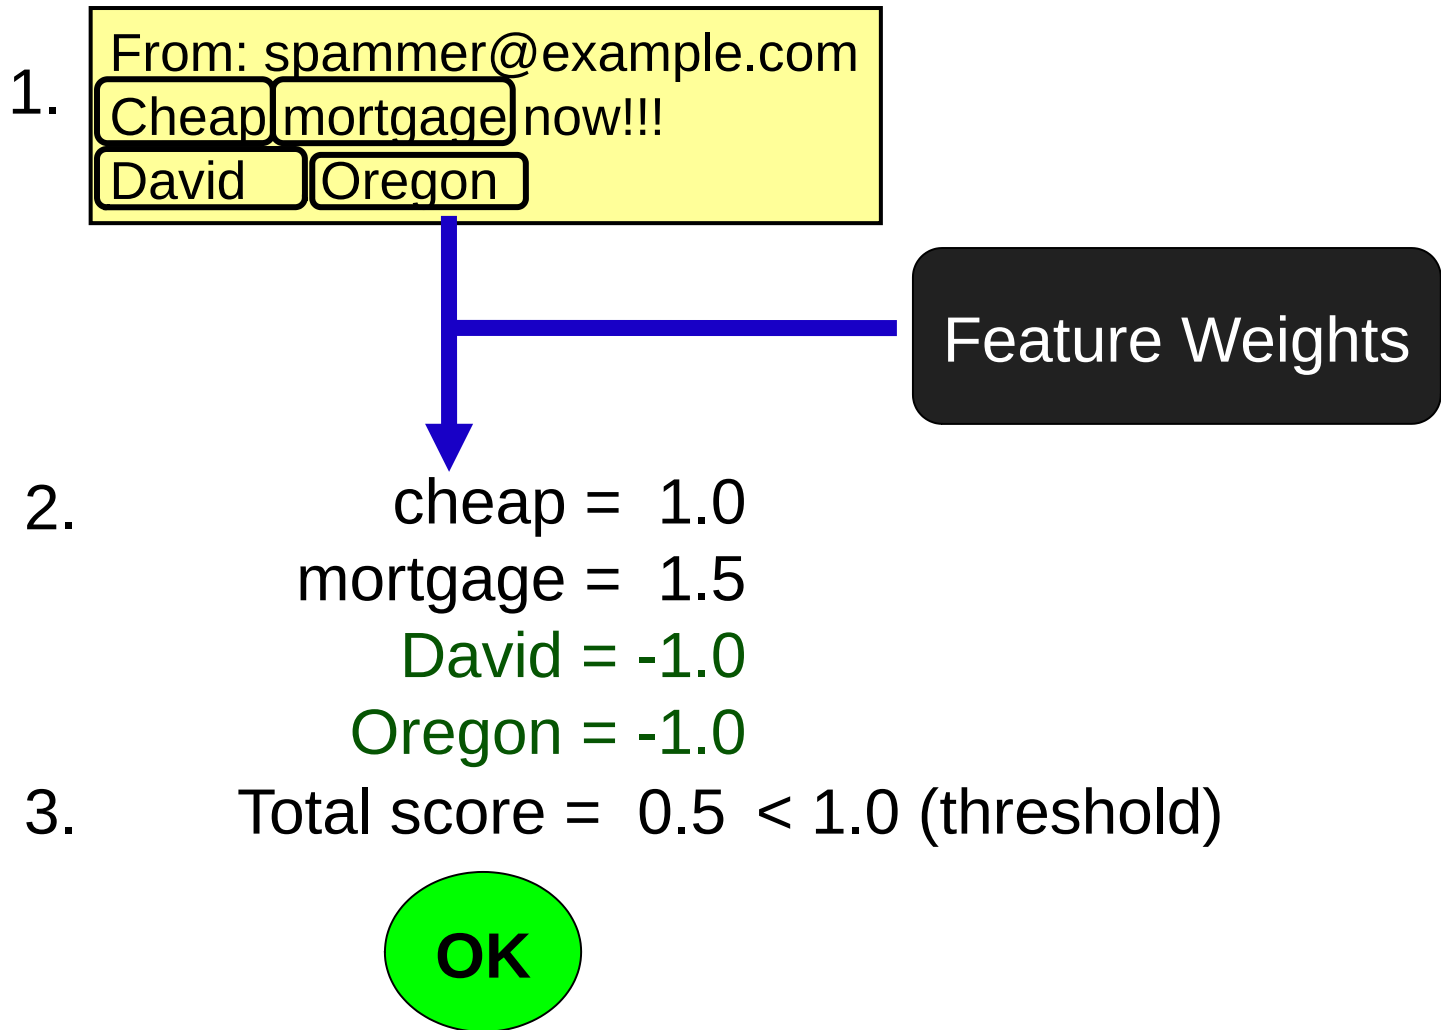 1.
From: spammer@example.com
Cheap mortgage now!!!
David Oregon
Feature Weights
2.
cheap = 1.0
mortgage = 1.5
David = -1.0
Oregon = -1.0
3. Total score = 0.5 < 1.0 (threshold)
OK